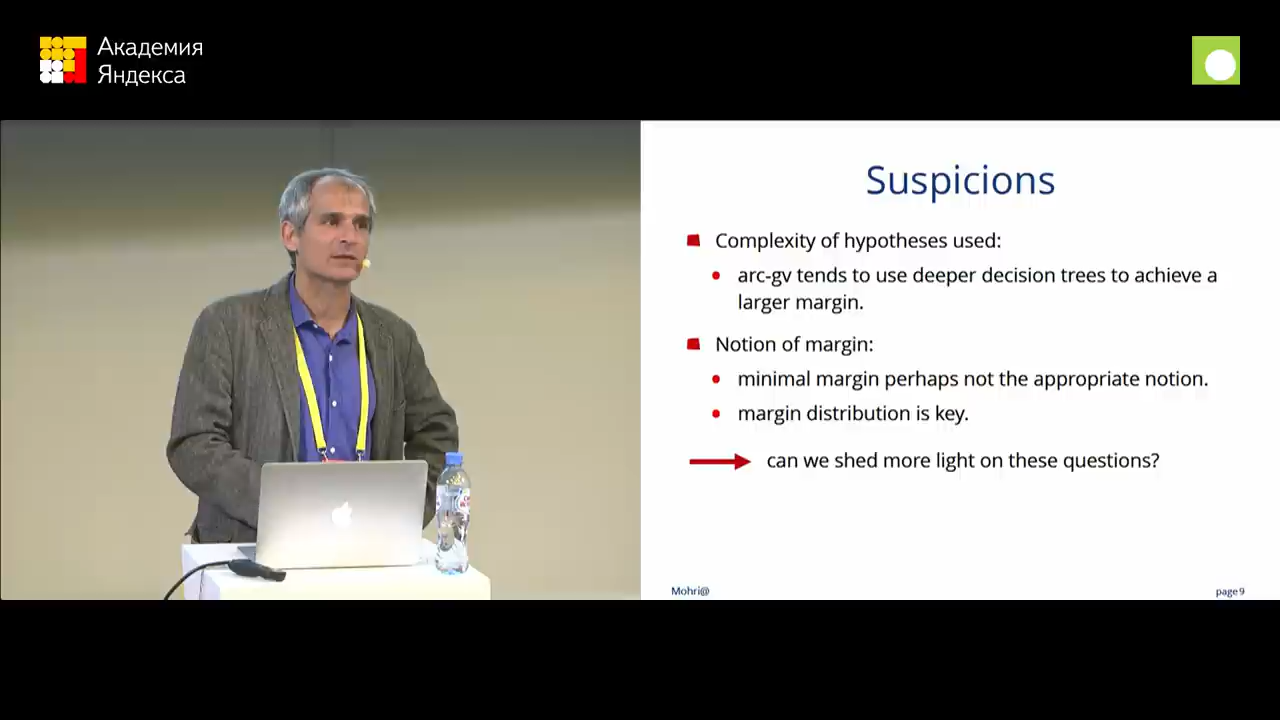 Академия
Яндекса
Suspicions
Complexity of hypotheses used:
arc-gv tends to use deeper decision trees to achieve a
larger margin.
Notion of margin:
minimal margin perhaps not the appropriate notion.
margin distribution is key.
can we shed more light on these questions?
Mohri@
page 9